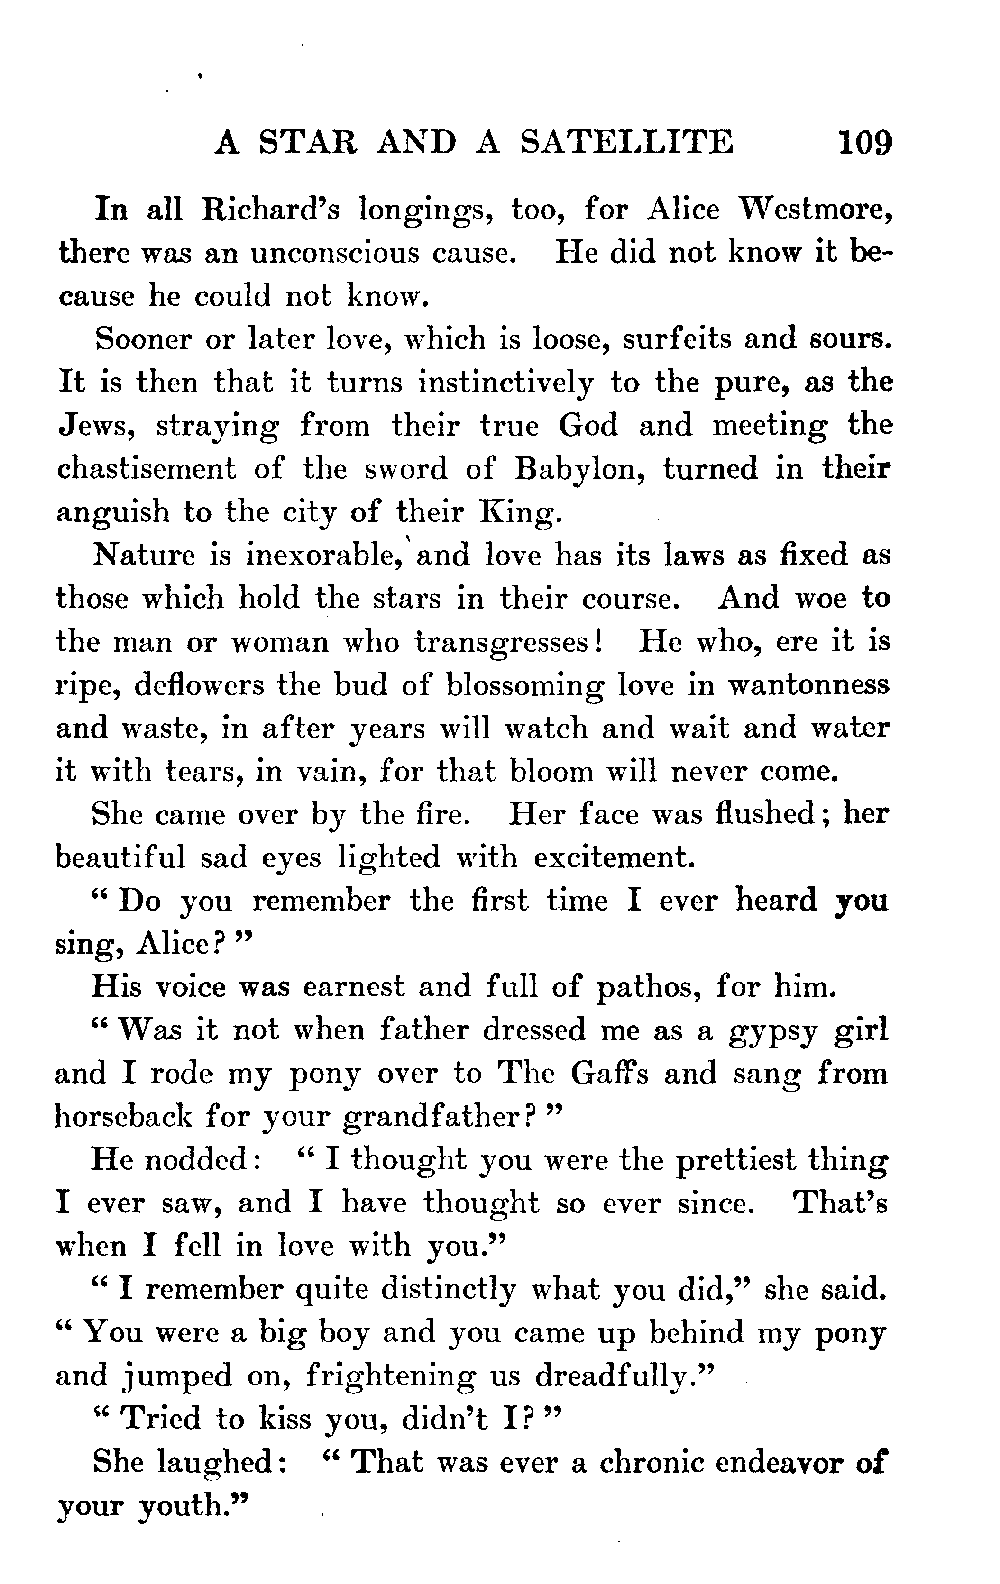 A STAR AND A SATELLITE 109
In all Richard's longings, too, for Alice Westmore,
there was an unconscious cause. He did not know it be-
cause he could not know.
Sooner or later love, which is loose, surfeits and sours.
It is then that it turns instinctively to the pure, as the
Jews, straying from their true God and meeting the
chastisement of the sword of Babylon, turned in their
anguish to the city of their King.
Nature is inexorable, and love has its laws as fixed as
those which hold the stars in their course. And woe to
the man or woman who transgresses! He who, ere it is
ripe, deflowers the bud of blossoming love in wantonness
and waste, in after years will watch and wait and water
it with tears, in vain, for that bloom will never come.
She came over by the fire. Her face was flushed; her
beautiful sad eyes lighted with excitement.
"Do you remember the first time I ever heard you
sing, Alice?"
His voice was earnest and full of pathos, for him.
"Was it not when father dressed me as a gypsy girl
and I rode my pony over to The Gaffs and sang from
horseback for your grandfather?"
He nodded: "I thought you were the prettiest thing
I ever saw, and I have thought so ever since. That's
when I fell in love with you."
"I remember quite distinctly what you did," she said.
"You were a big boy and you came up behind my pony
and jumped on, frightening us dreadfully."
"Tried to kiss you, didn't I?"
She laughed: "That was ever a chronic endeavor of
your youth."